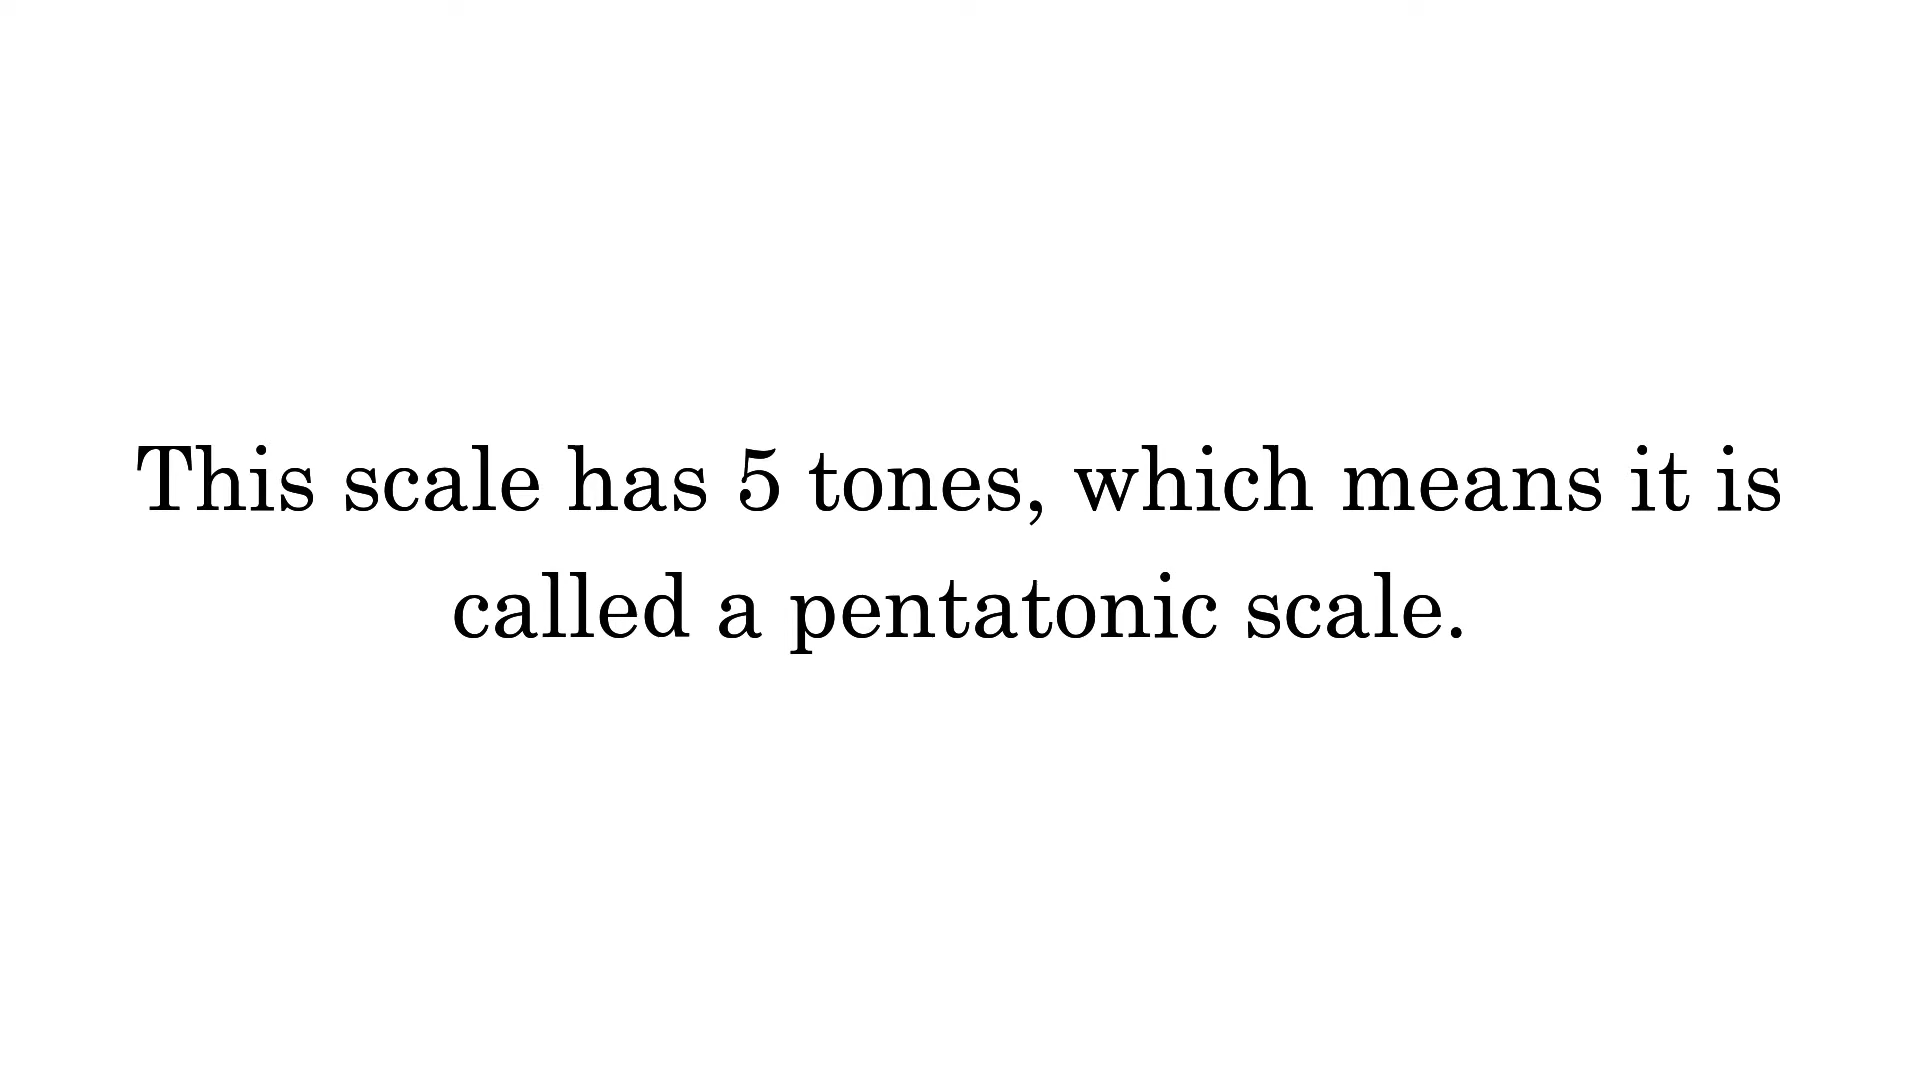 This scale has 5 tones, which means it is
called a pentatonic scale.